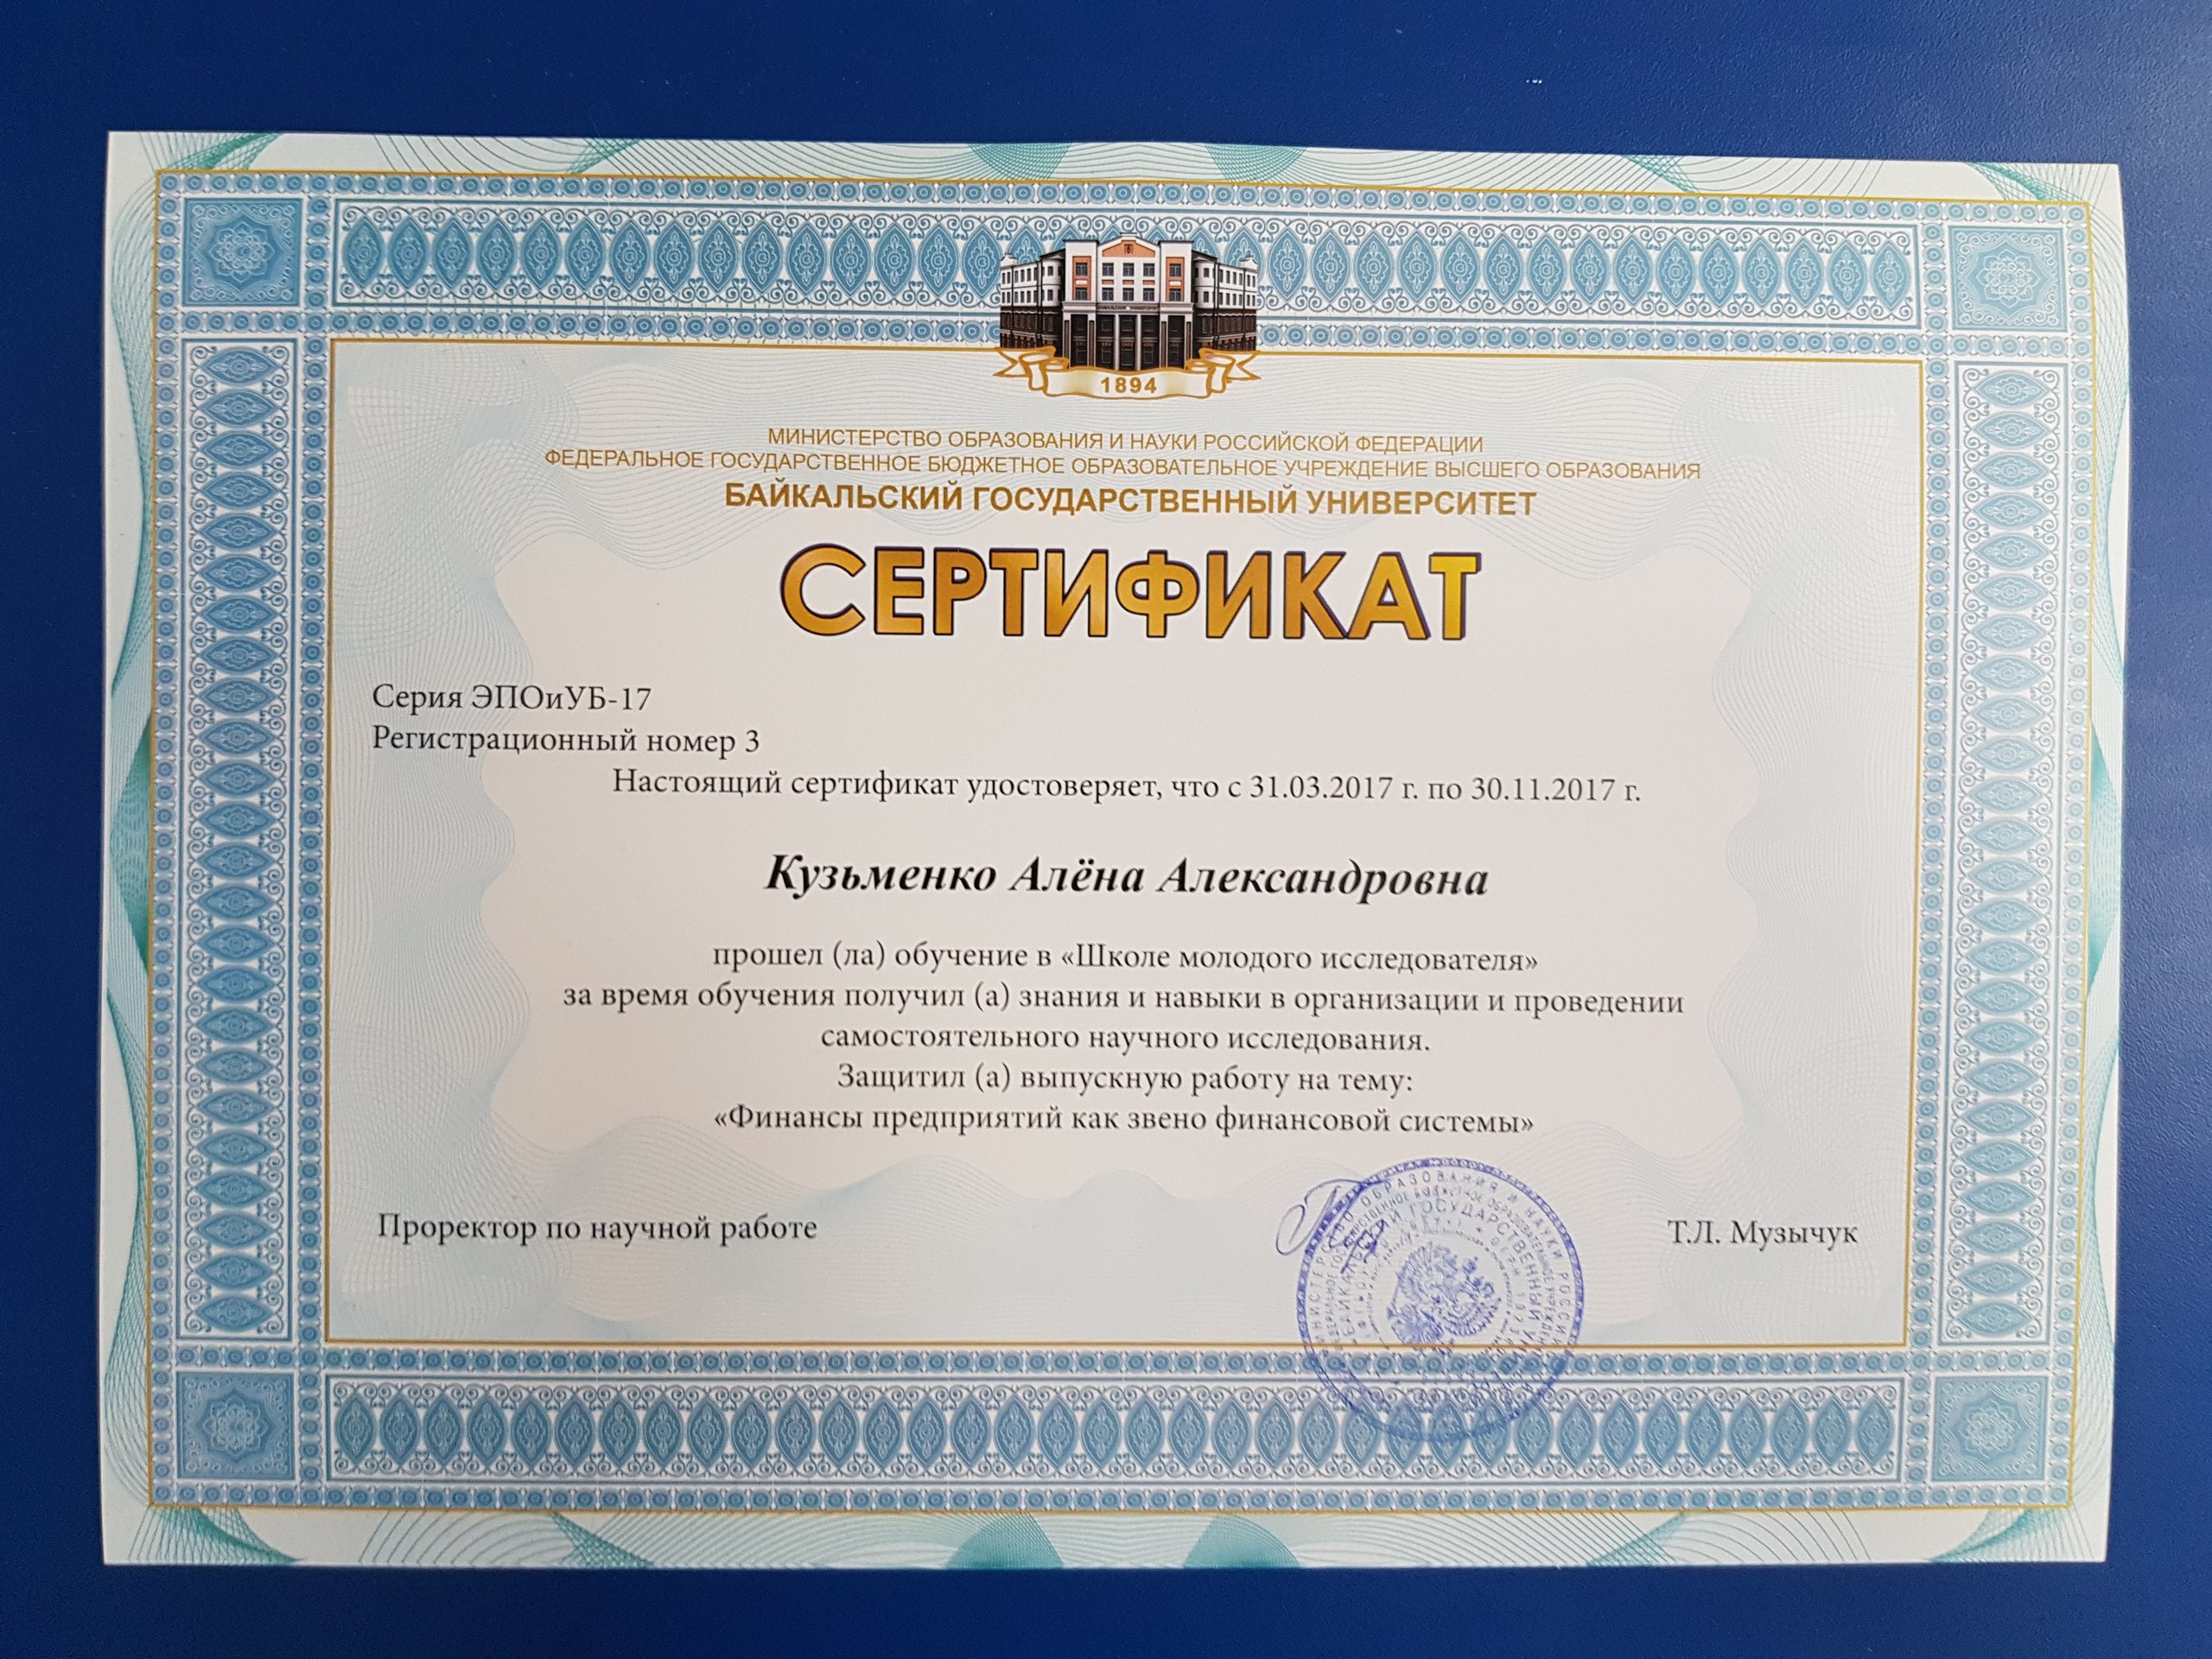 1894
МИНИСТЕРСТВО ОБРАЗОВАНИЯ И НАУКИ РОССИЙСКОЙ ФЕДЕРАЦИИ
ФЕДЕРАЛЬНОЕ ГОСУДАРСТВЕННОЕ БЮДЖЕТНОЕ ОБРАЗОВАТЕЛЬНОЕ УЧРЕЖДЕНИЕ ВЫСШЕГО ОБРАЗОВАНИЯ
БАЙКАЛЬСКИЙ ГОСУДАРСТВЕННЫЙ УНИВЕРСИТЕТ
СЕРТИФИКАТ
Серия ЭПОиУБ-17
Регистрационный номер 3
Настоящий сертификат удостоверяет, что с 31.03.2017 г. по 30.11.2017 г.
Кузьменко Алёна Александровна
прошел (ла) обучение в «Школе молодого исследователя»
за время обучения получил (а) знания и навыки в организации и проведении
самостоятельного научного исследования.
Защитил (а) выпускную работу на тему:
«Финансы предприятий как звено финансовой системы»
Проректор по научной работе
Т.Л. Музычук